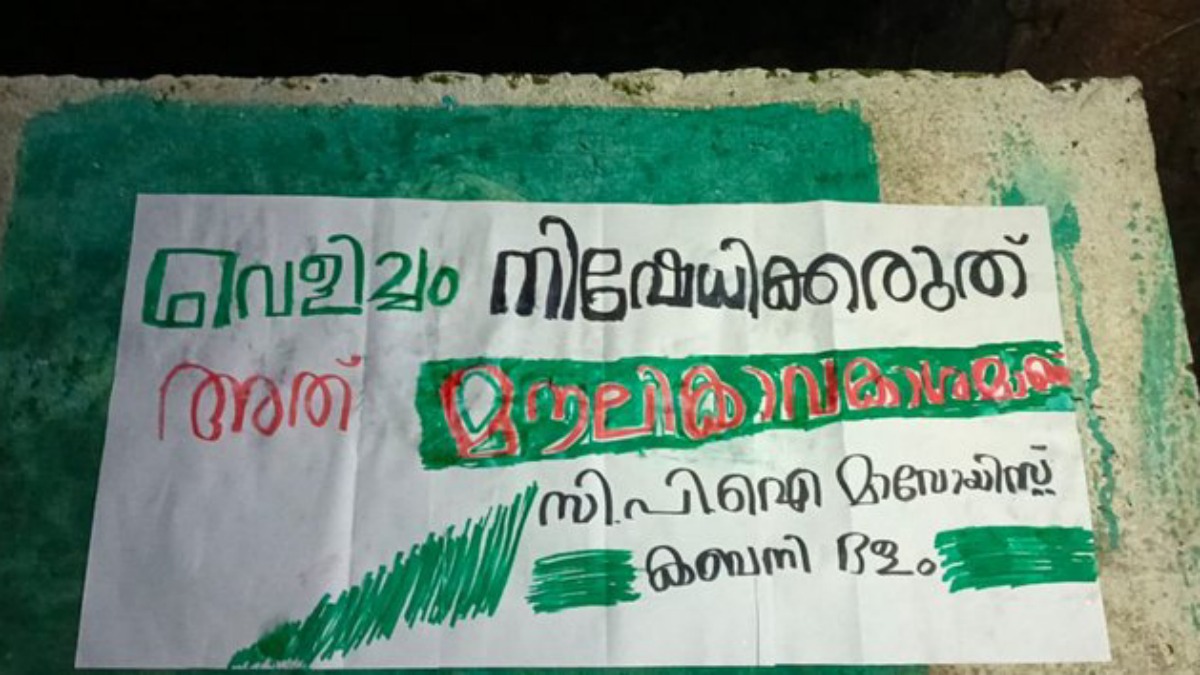 വെളിച്ചം നിഷേധിക്കരുത്
അത് മൗലികാവകാശമാണ്
സി.പി.ഐ മാവോയിസ്റ്റ്
കബനി ദളം